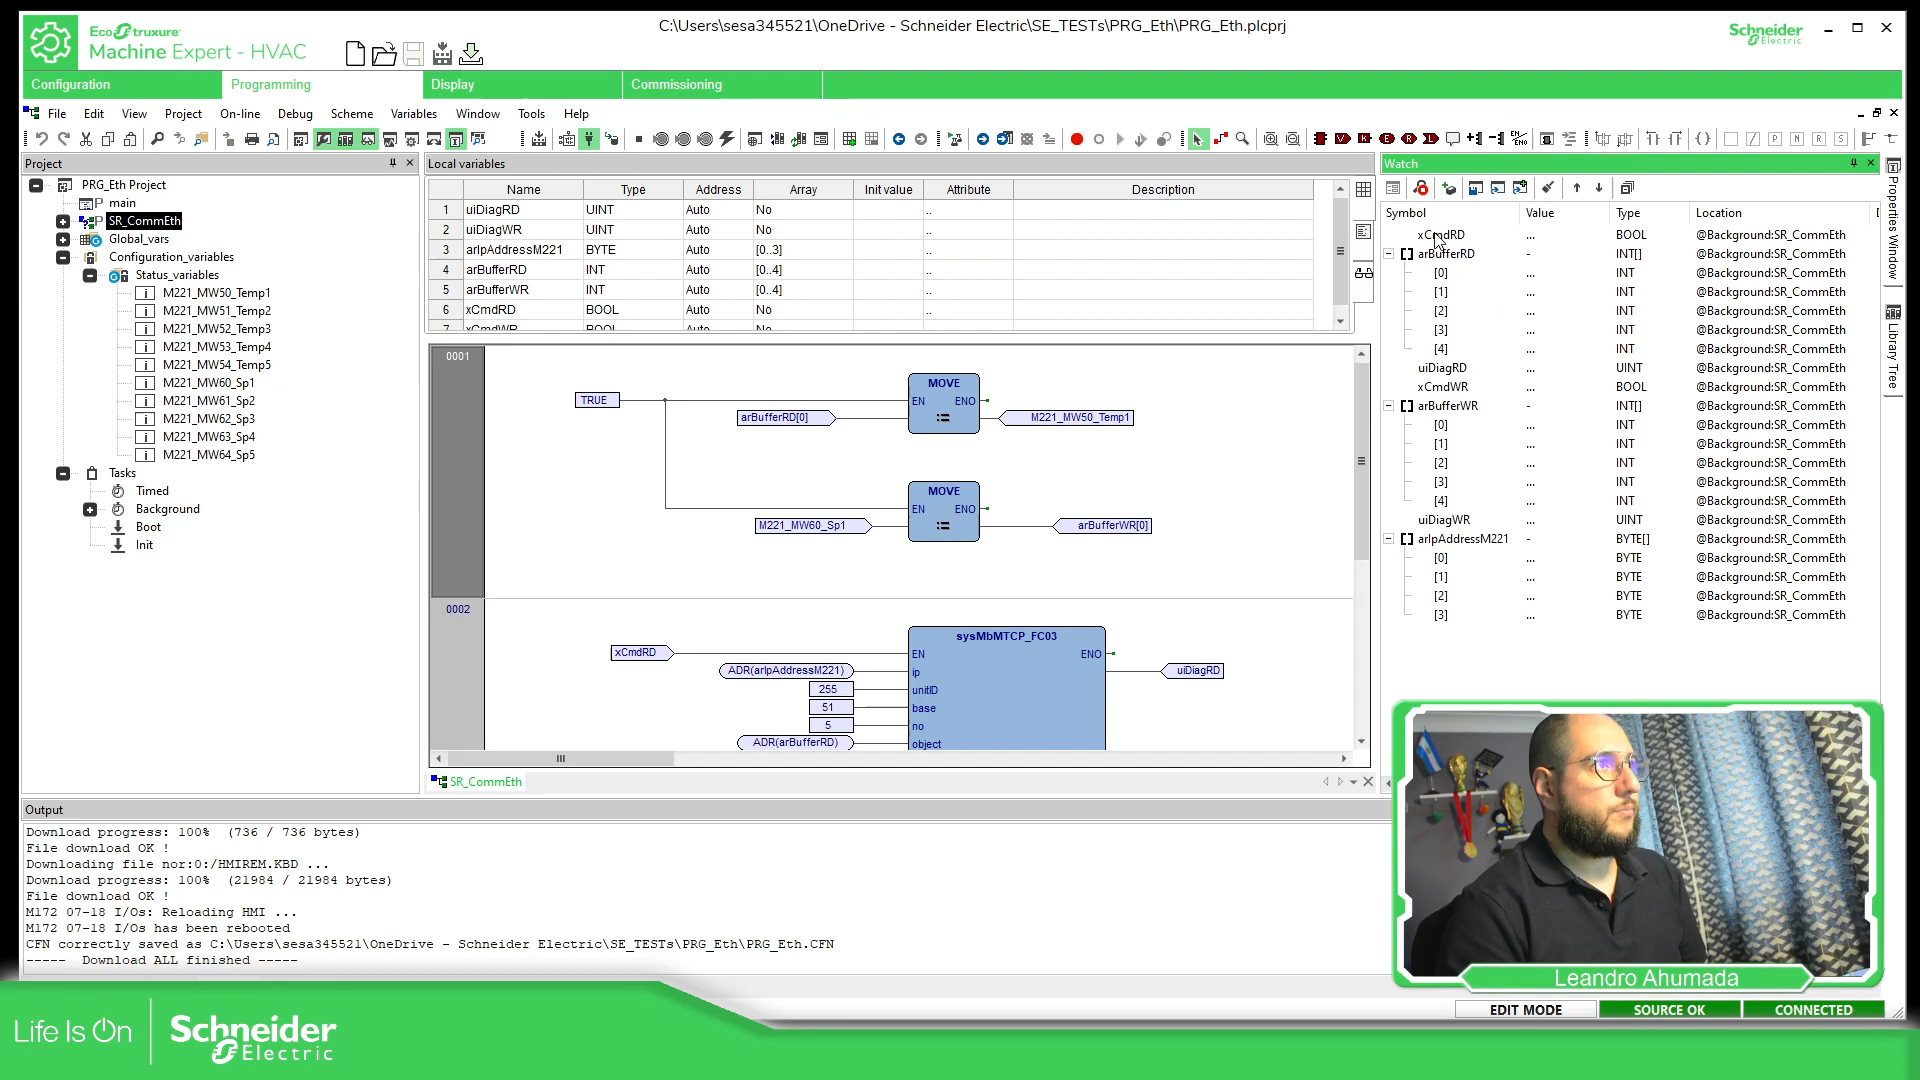 C:\Users\sesa345521\OneDrive - Schneider Electric\SE_TESTs\PRG_Eth\PRG_Eth.plcprj
EcoStruxure
Machine Expert - HVAC
Schneider Electric
Configuration
Programming
Display
Commissioning
File Edit View Project On-line Debug Scheme Variables Window Tools Help
Project
PRG_Eth Project
main
SR_CommEth
Global_vars
Configuration_variables
Status_variables
M221_MW50_Temp1
M221_MW51_Temp2
M221_MW52_Temp3
M221_MW53_Temp4
M221_MW54_Temp5
M221_MW60_Sp1
M221_MW61_Sp2
M221_MW62_Sp3
M221_MW63_Sp4
M221_MW64_Sp5
Tasks
Timed
Background
Boot
Init
Local variables
Name Type Address Array Init value Attribute Description
1 uiDiagRD UINT Auto No ..
2 uiDiagWR UINT Auto No ..
3 arIpAddressM221 BYTE Auto [0..3] ..
4 arBufferRD INT Auto [0..4] ..
5 arBufferWR INT Auto [0..4] ..
6 xCmdRD BOOL Auto No ..
7 xCmdWR BOOL Auto No
0001
TRUE
MOVE
EN ENO
:=
arBufferRD[0]
M221_MW50_Temp1
MOVE
EN ENO
:=
M221_MW60_Sp1
arBufferWR[0]
0002
sysMbMTCP_FC03
xCmdRD EN ENO
ADR(arIpAddressM221) ip uiDiagRD
255 unitID
51 base
5 no
ADR(arBufferRD) object
SR_CommEth
Watch
Symbol Value Type Location
xCmdRD ... BOOL @Background:SR_CommEth
arBufferRD - INT[] @Background:SR_CommEth
[0] ... INT @Background:SR_CommEth
[1] ... INT @Background:SR_CommEth
[2] ... INT @Background:SR_CommEth
[3] ... INT @Background:SR_CommEth
[4] ... INT @Background:SR_CommEth
uiDiagRD ... UINT @Background:SR_CommEth
xCmdWR ... BOOL @Background:SR_CommEth
arBufferWR - INT[] @Background:SR_CommEth
[0] ... INT @Background:SR_CommEth
[1] ... INT @Background:SR_CommEth
[2] ... INT @Background:SR_CommEth
[3] ... INT @Background:SR_CommEth
[4] ... INT @Background:SR_CommEth
uiDiagWR ... UINT @Background:SR_CommEth
arIpAddressM221 - BYTE[] @Background:SR_CommEth
[0] ... BYTE @Background:SR_CommEth
[1] ... BYTE @Background:SR_CommEth
[2] ... BYTE @Background:SR_CommEth
[3] ... BYTE @Background:SR_CommEth
Properties Window
Library Tree
Output
Download progress: 100% (736 / 736 bytes)
File download OK !
Downloading file nor:0:/HMIREM.KBD ...
Download progress: 100% (21984 / 21984 bytes)
File download OK !
M172 07-18 I/Os: Reloading HMI ...
M172 07-18 I/Os has been rebooted
CFN correctly saved as C:\Users\sesa345521\OneDrive - Schneider Electric\SE_TESTs\PRG_Eth\PRG_Eth.CFN
----- Download ALL finished -----
Leandro Ahumada
EDIT MODE SOURCE OK CONNECTED
Life Is On
Schneider Electric